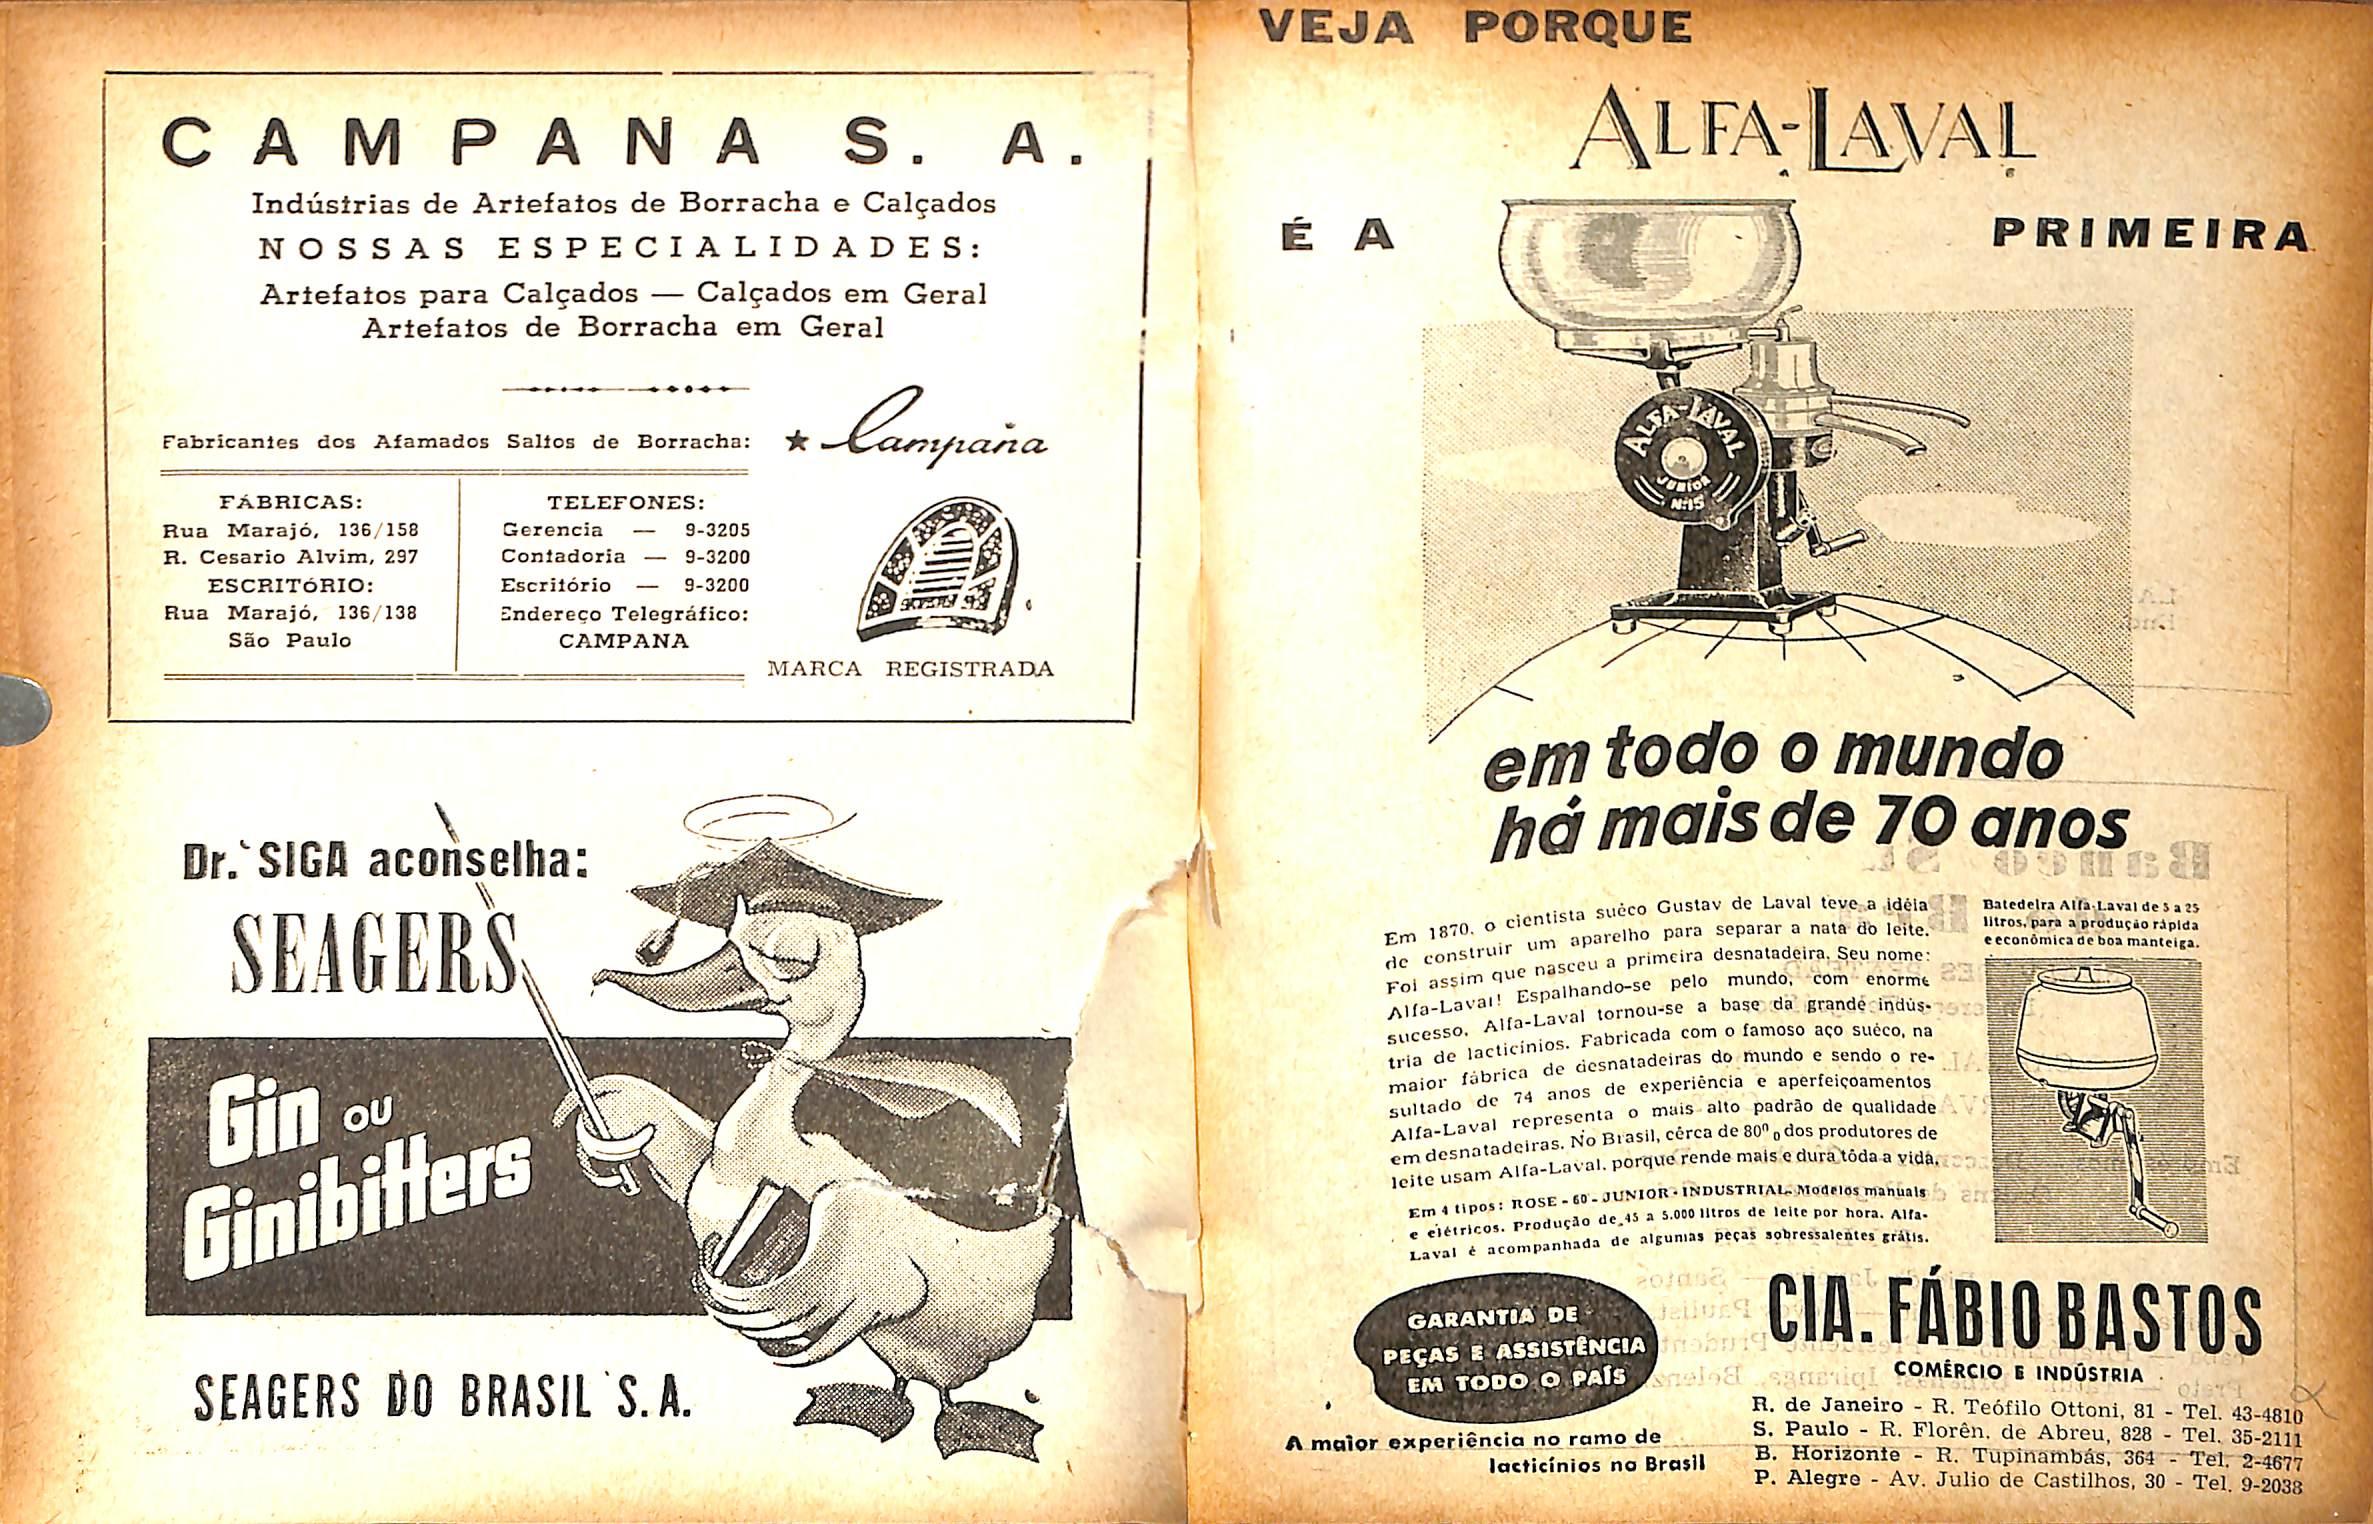 CAMPANA S. A.
Indústrias de Artefatos de Borracha e Calçados
NOSSAS ESPECIALIDADES:
Artefatos para Calçados — Calçados em Geral
Artefatos de Borracha em Geral
Fabricantes dos Afamados Saltos de Borracha:
★ Campana
FÁBRICAS:
Rua Marajó, 136/158
R. Cesario Alvim, 297
ESCRITÓRIO:
Rua Marajó, 136/138
São Paulo
TELEFONES:
Gerencia — 9-3205
Contadoria — 9-3200
Escritório — 9-3200
Endereço Telegráfico:
CAMPANA
MARCA REGISTRADA
Dr. SIGA aconselha:
SEAGERS
Gin ou
Ginibitters
SEAGERS DO BRASIL S.A.
VEJA PORQUE
ALFA-LAVAL
É A PRIMEIRA
ALFA-LAVAL
JUNIOR
N:15
em todo o mundo
há mais de 70 anos
Em 1870, o cientista suéco Gustav de Laval teve a idéia
de construir um aparelho para separar a nata do leite.
Foi assim que nasceu a primeira desnatadeira. Seu nome:
Alfa-Laval! Espalhando-se pelo mundo, com enorme
sucesso, Alfa-Laval tornou-se a base da grande indús-
tria de lacticínios. Fabricada com o famoso aço suéco, na
maior fábrica de desnatadeiras do mundo e sendo o re-
sultado de 74 anos de experiência e aperfeiçoamentos
Alfa-Laval representa o mais alto padrão de qualidade
em desnatadeiras. No Brasil, cêrca de 80% dos produtores de
leite usam Alfa-Laval, porque rende mais e dura tôda a vida.
Em 4 tipos: ROSE - 60 - JUNIOR - INDUSTRIAL. Modelos manuais
e elétricos. Produção de 45 a 5.000 litros de leite por hora. Alfa-
Laval é acompanhada de algumas peças sobressalentes grátis.
Batedeira Alfa-Laval de 5 a 25
litros, para a produção rápida
e econômica de boa manteiga.
GARANTIA DE
PEÇAS E ASSISTÊNCIA
EM TODO O PAÍS
A maior experiência no ramo de
lacticínios no Brasil
CIA. FÁBIO BASTOS
COMÉRCIO E INDÚSTRIA
R. de Janeiro - R. Teófilo Ottoni, 81 - Tel. 43-4810
S. Paulo - R. Florên. de Abreu, 828 - Tel. 35-2111
B. Horizonte - R. Tupinambás, 364 - Tel. 2-4677
P. Alegre - Av. Julio de Castilhos, 30 - Tel. 9-2038